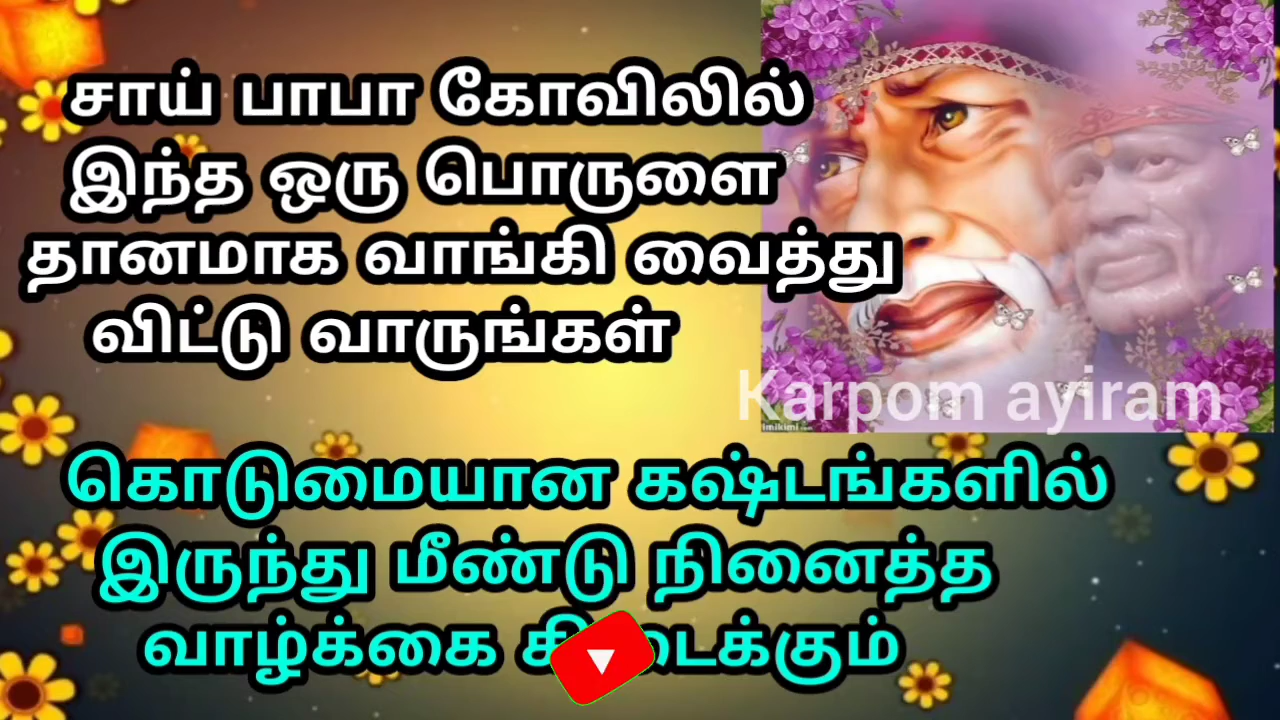 சாய் பாபா கோவிலில்
இந்த ஒரு பொருளை
தானமாக வாங்கி வைத்து
விட்டு வாருங்கள்
Karpom ayiram
கொடுமையான கஷ்டங்களில்
இருந்து மீண்டு நினைத்த
வாழ்க்கை